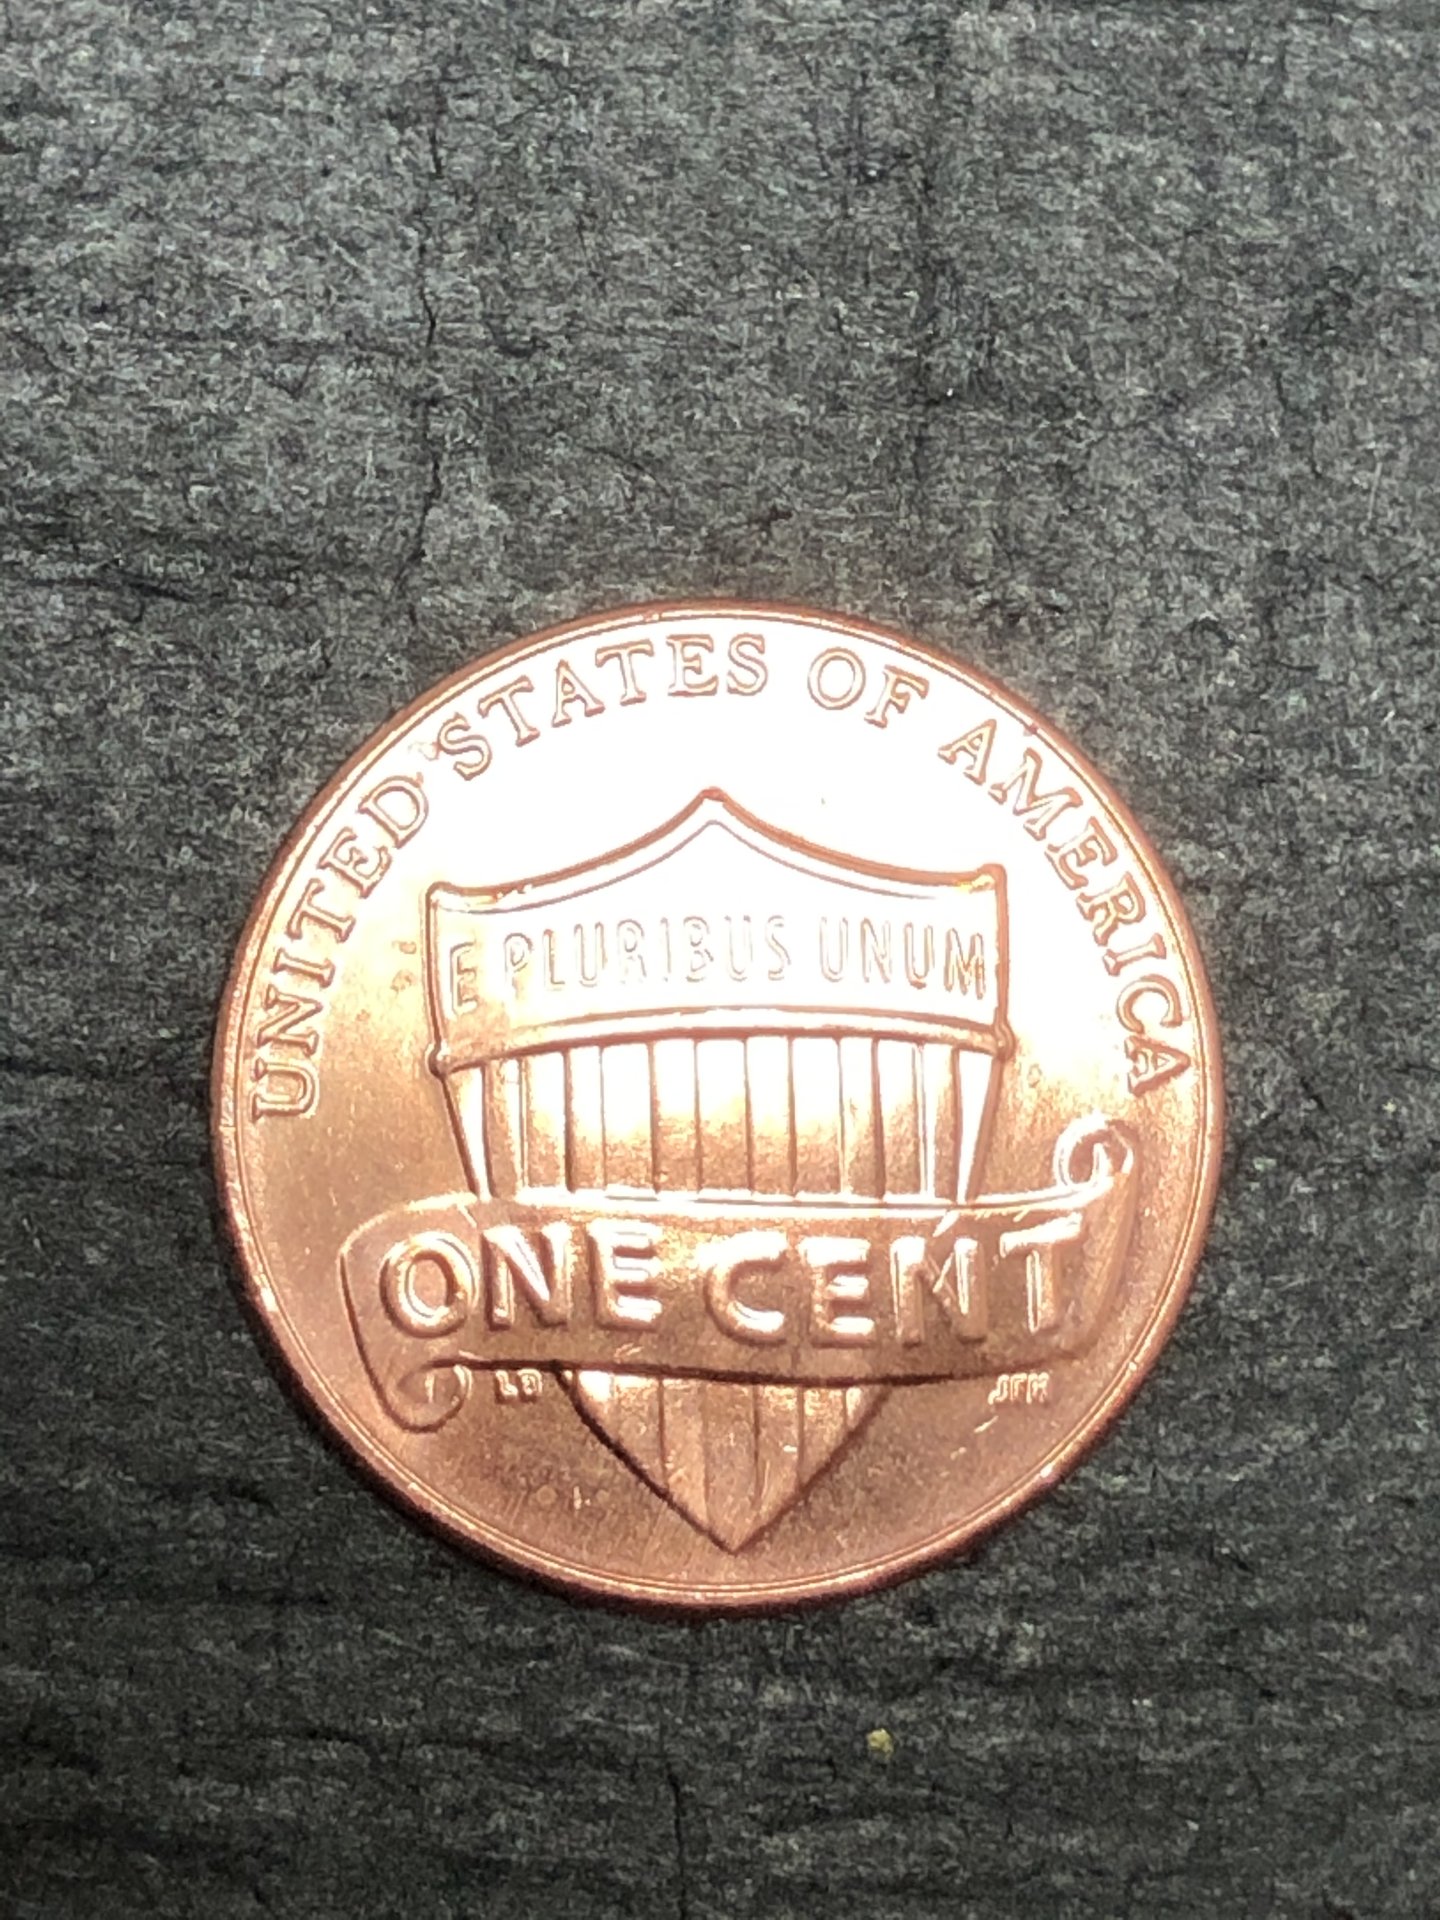 UNITED STATES OF AMERICA
E PLURIBUS UNUM
ONE CENT
LB JFM